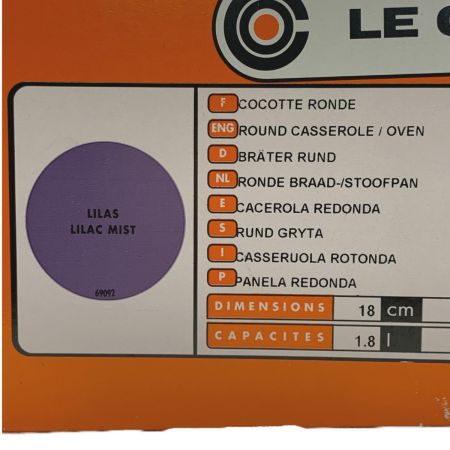 LE
LILAS
LILAC MIST
69092
F COCOTTE RONDE
ENG ROUND CASSEROLE / OVEN
D BRÄTER RUND
NL RONDE BRAAD-/STOOFPAN
E CACEROLA REDONDA
S RUND GRYTA
I CASSERUOLA ROTONDA
P PANELA REDONDA
DIMENSIONS 18 cm
CAPACITES 1.8 l